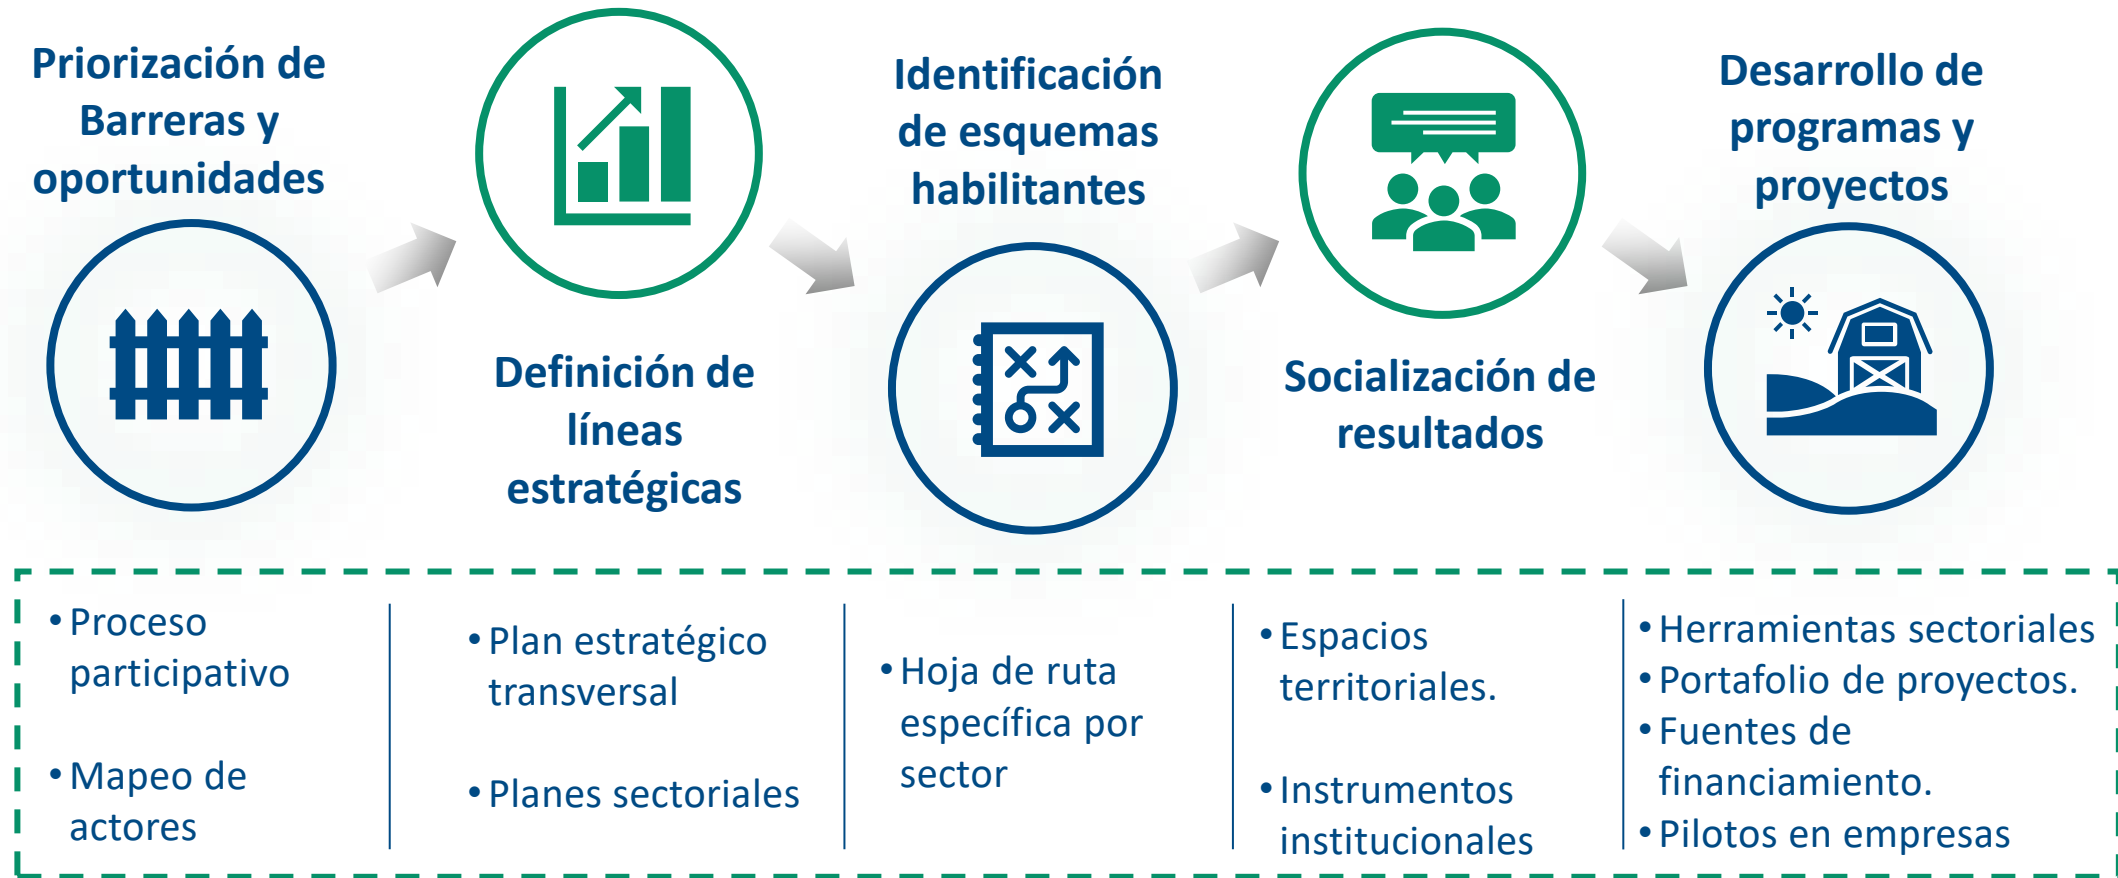 Priorización de
Barreras y
oportunidades
Definición de
líneas
estratégicas
Identificación
de esquemas
habilitantes
Socialización de
resultados
Desarrollo de
programas y
proyectos
• Proceso
participativo
• Mapeo de
actores
• Plan estratégico
transversal
• Planes sectoriales
• Hoja de ruta
específica por
sector
• Espacios
territoriales.
• Instrumentos
institucionales
• Herramientas sectoriales
• Portafolio de proyectos.
• Fuentes de
financiamiento.
• Pilotos en empresas